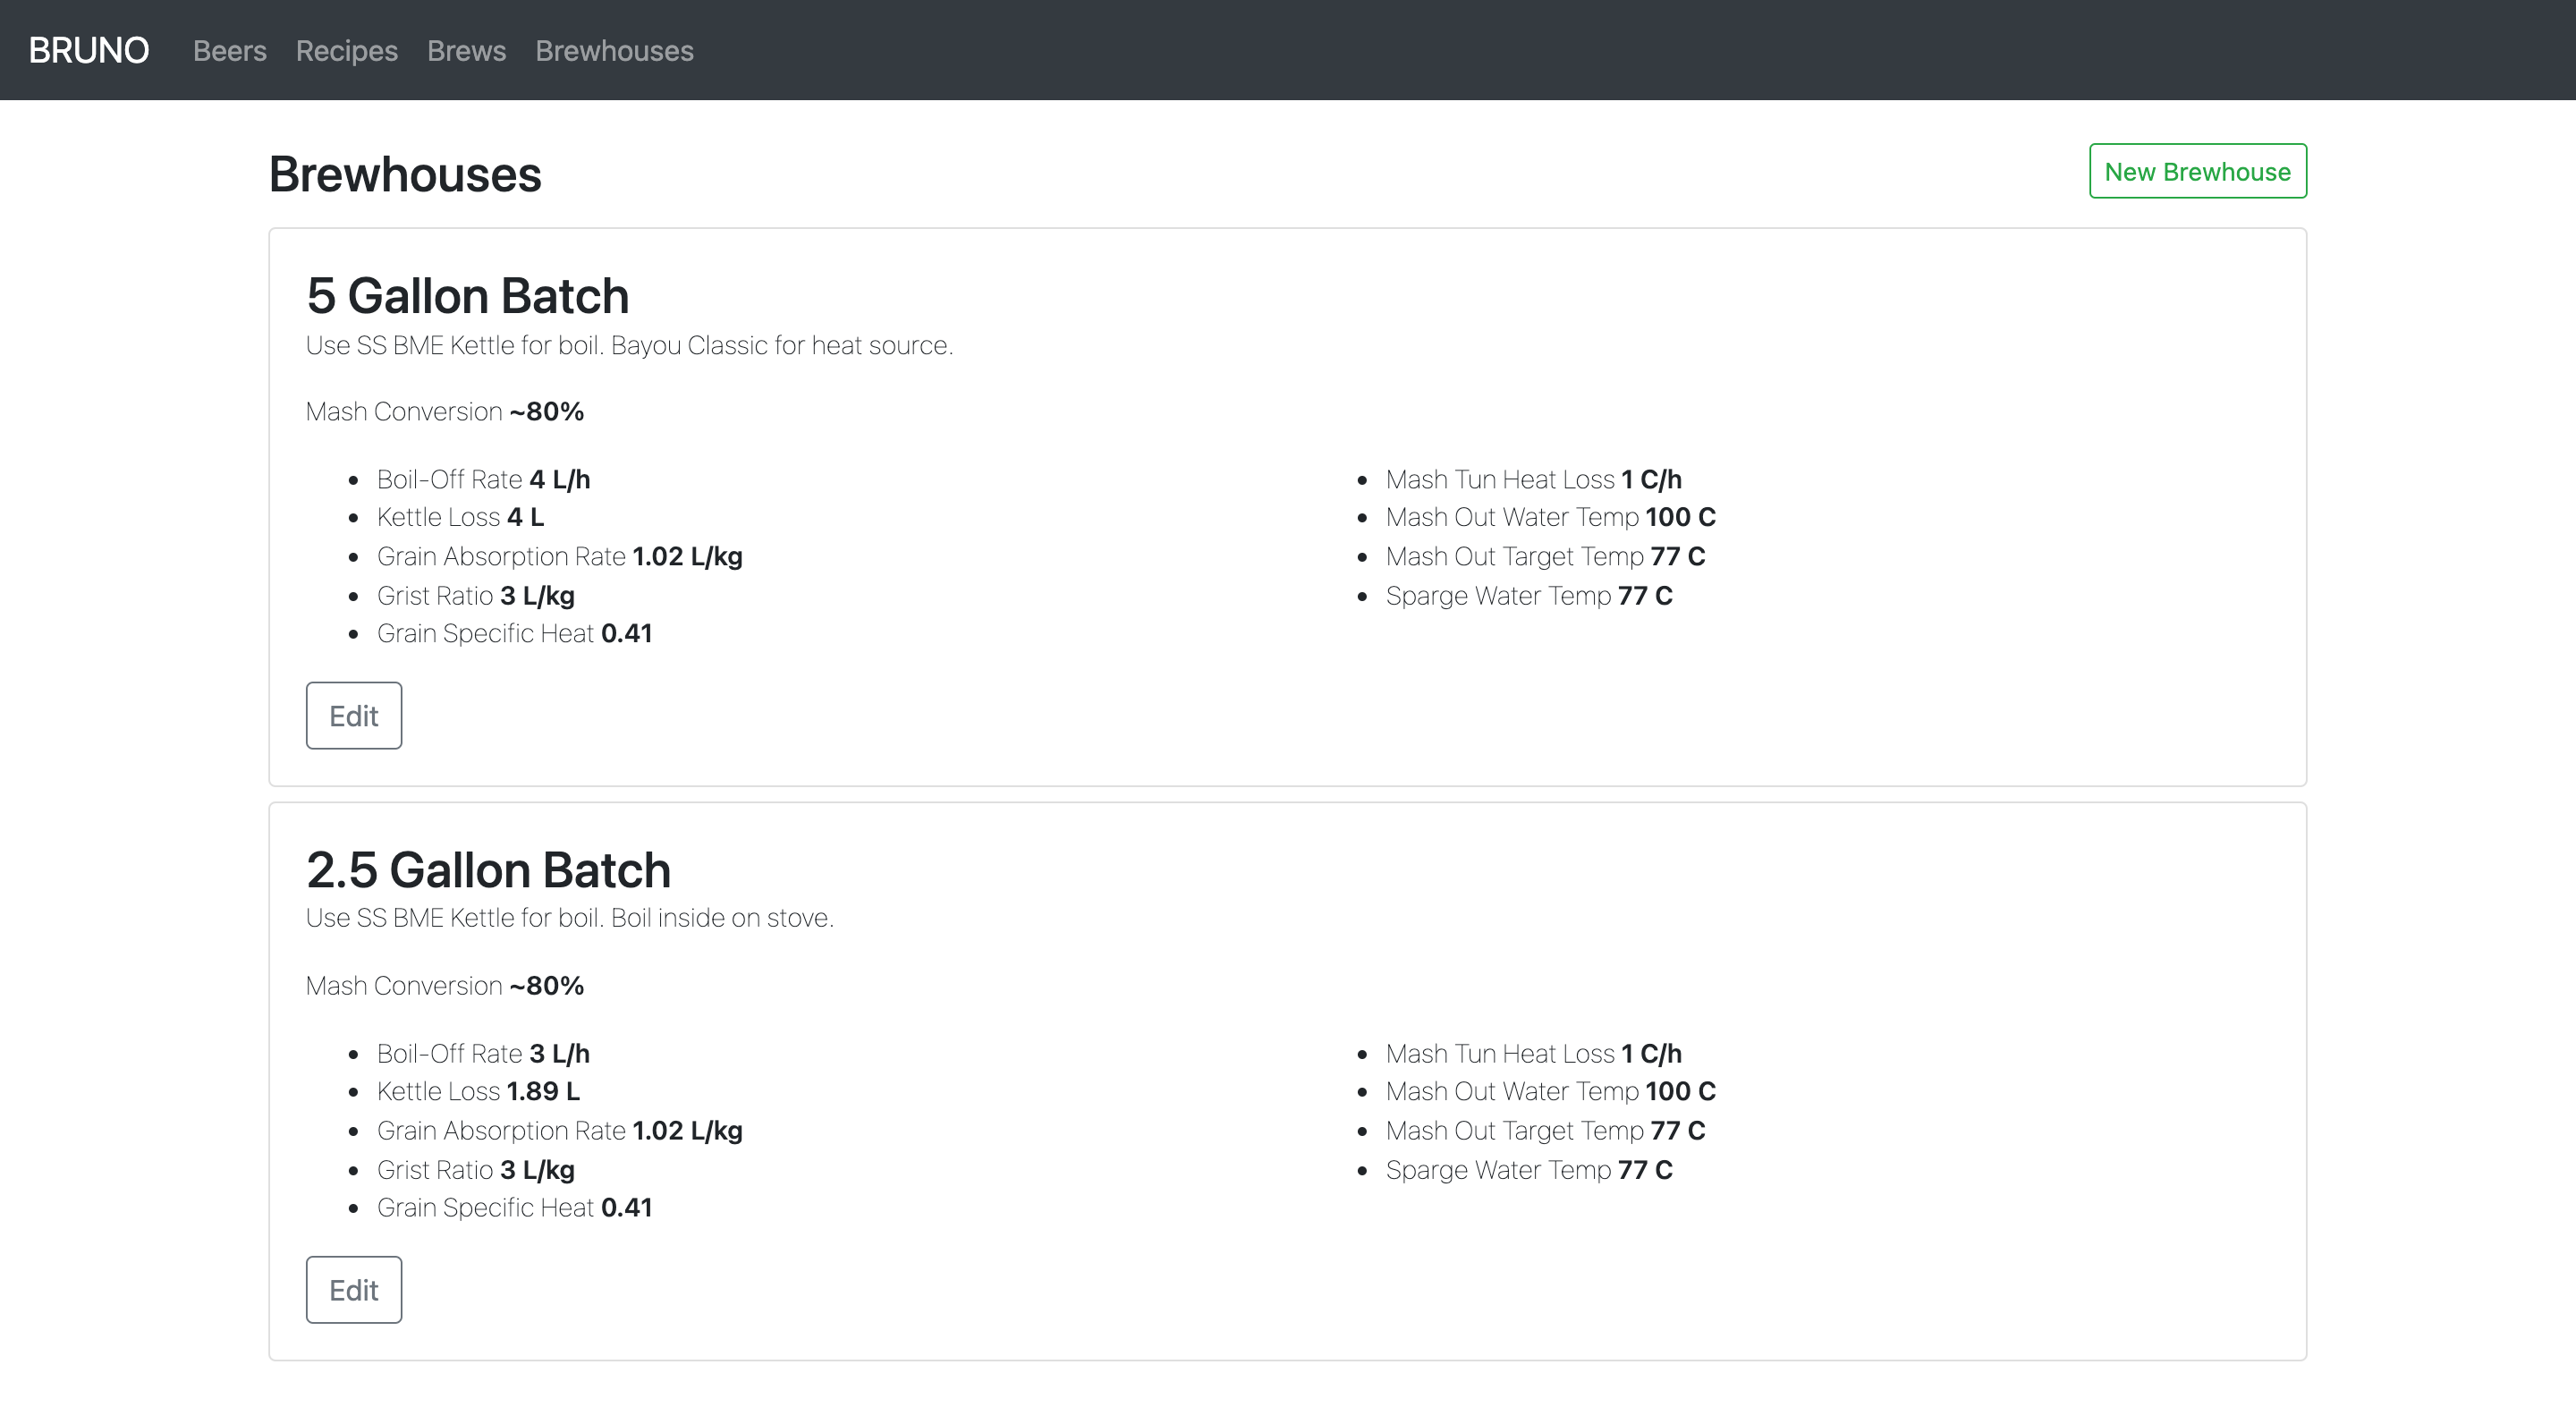 BRUNO Beers Recipes Brews Brewhouses
Brewhouses
New Brewhouse
5 Gallon Batch
Use SS BME Kettle for boil. Bayou Classic for heat source.
Mash Conversion ~80%
Boil-Off Rate 4 L/h
Kettle Loss 4 L
Grain Absorption Rate 1.02 L/kg
Grist Ratio 3 L/kg
Grain Specific Heat 0.41
Mash Tun Heat Loss 1 C/h
Mash Out Water Temp 100 C
Mash Out Target Temp 77 C
Sparge Water Temp 77 C
Edit
2.5 Gallon Batch
Use SS BME Kettle for boil. Boil inside on stove.
Mash Conversion ~80%
Boil-Off Rate 3 L/h
Kettle Loss 1.89 L
Grain Absorption Rate 1.02 L/kg
Grist Ratio 3 L/kg
Grain Specific Heat 0.41
Mash Tun Heat Loss 1 C/h
Mash Out Water Temp 100 C
Mash Out Target Temp 77 C
Sparge Water Temp 77 C
Edit